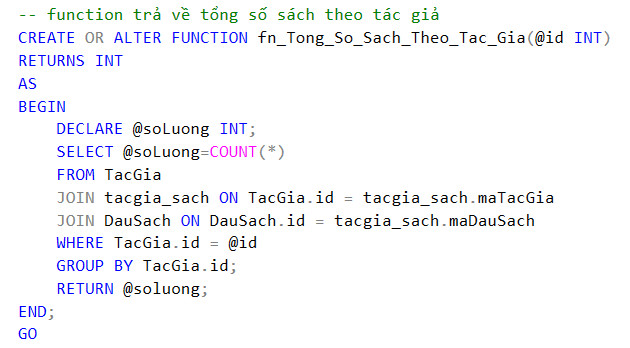 -- function trả về tổng số sách theo tác giả
CREATE OR ALTER FUNCTION fn_Tong_So_Sach_Theo_Tac_Gia(@id INT)
RETURNS INT
AS
BEGIN
    DECLARE @soLuong INT;
    SELECT @soLuong=COUNT(*)
    FROM TacGia
    JOIN tacgia_sach ON TacGia.id = tacgia_sach.maTacGia
    JOIN DauSach ON DauSach.id = tacgia_sach.maDauSach
    WHERE TacGia.id = @id
    GROUP BY TacGia.id;
    RETURN @soluong;
END;
GO